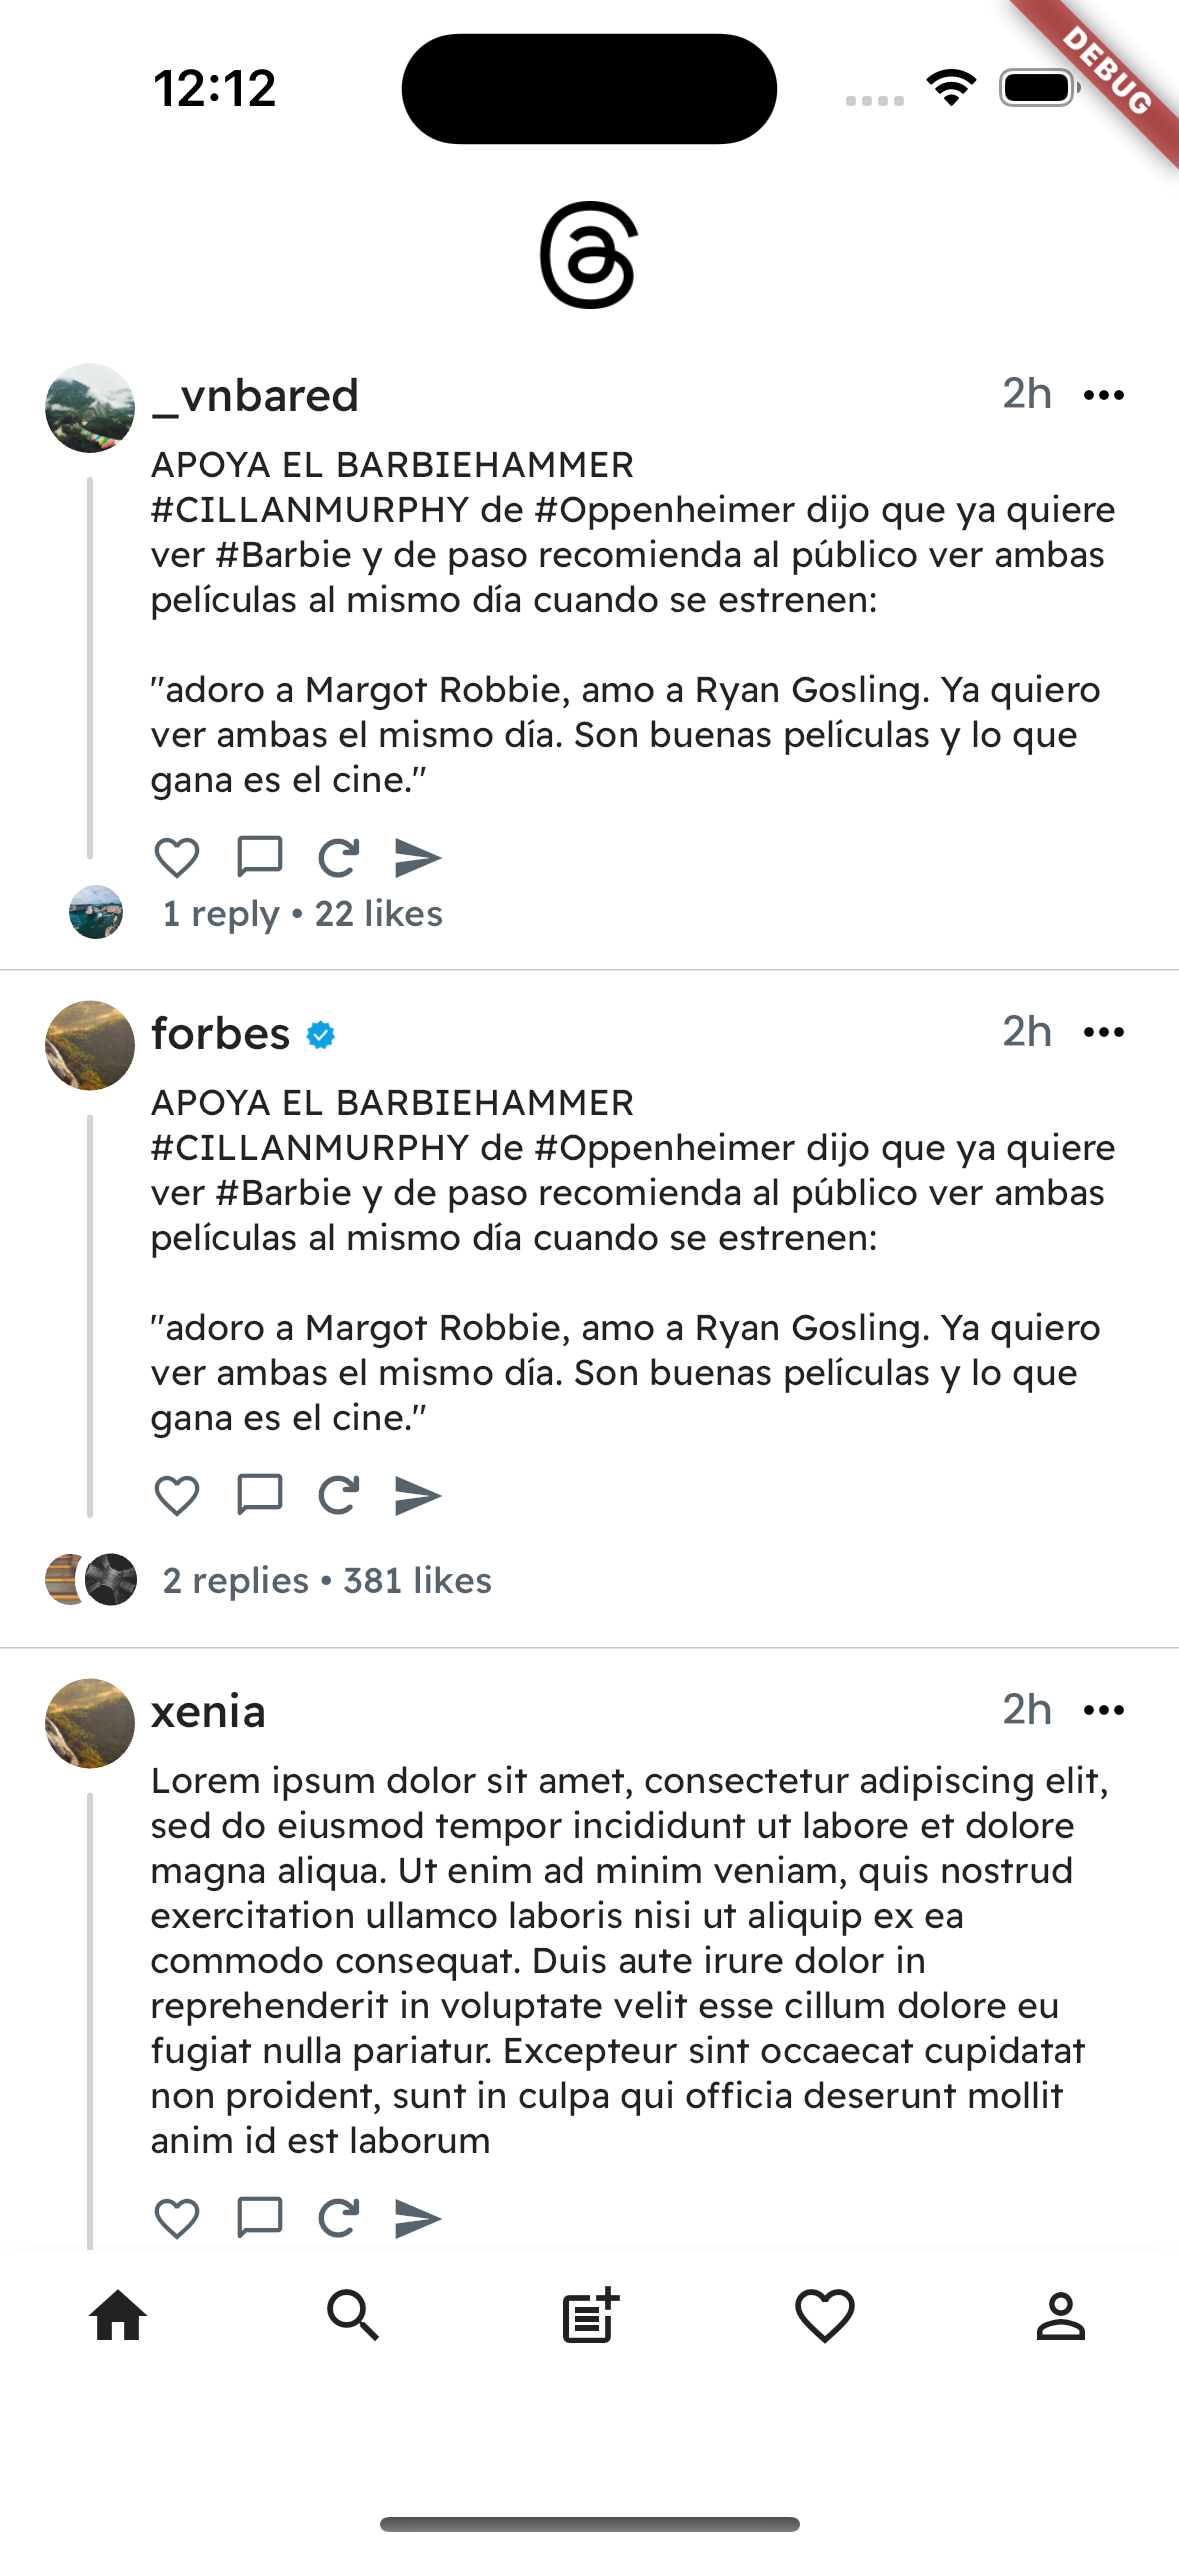 12:12
DEBUG
_vnbared
2h
APOYA EL BARBIEHAMMER
#CILLANMURPHY de #Oppenheimer dijo que ya quiere
ver #Barbie y de paso recomienda al público ver ambas
películas al mismo día cuando se estrenen:
"adoro a Margot Robbie, amo a Ryan Gosling. Ya quiero
ver ambas el mismo día. Son buenas películas y lo que
gana es el cine."
1 reply • 22 likes
forbes
2h
APOYA EL BARBIEHAMMER
#CILLANMURPHY de #Oppenheimer dijo que ya quiere
ver #Barbie y de paso recomienda al público ver ambas
películas al mismo día cuando se estrenen:
"adoro a Margot Robbie, amo a Ryan Gosling. Ya quiero
ver ambas el mismo día. Son buenas películas y lo que
gana es el cine."
2 replies • 381 likes
xenia
2h
Lorem ipsum dolor sit amet, consectetur adipiscing elit,
sed do eiusmod tempor incididunt ut labore et dolore
magna aliqua. Ut enim ad minim veniam, quis nostrud
exercitation ullamco laboris nisi ut aliquip ex ea
commodo consequat. Duis aute irure dolor in
reprehenderit in voluptate velit esse cillum dolore eu
fugiat nulla pariatur. Excepteur sint occaecat cupidatat
non proident, sunt in culpa qui officia deserunt mollit
anim id est laborum